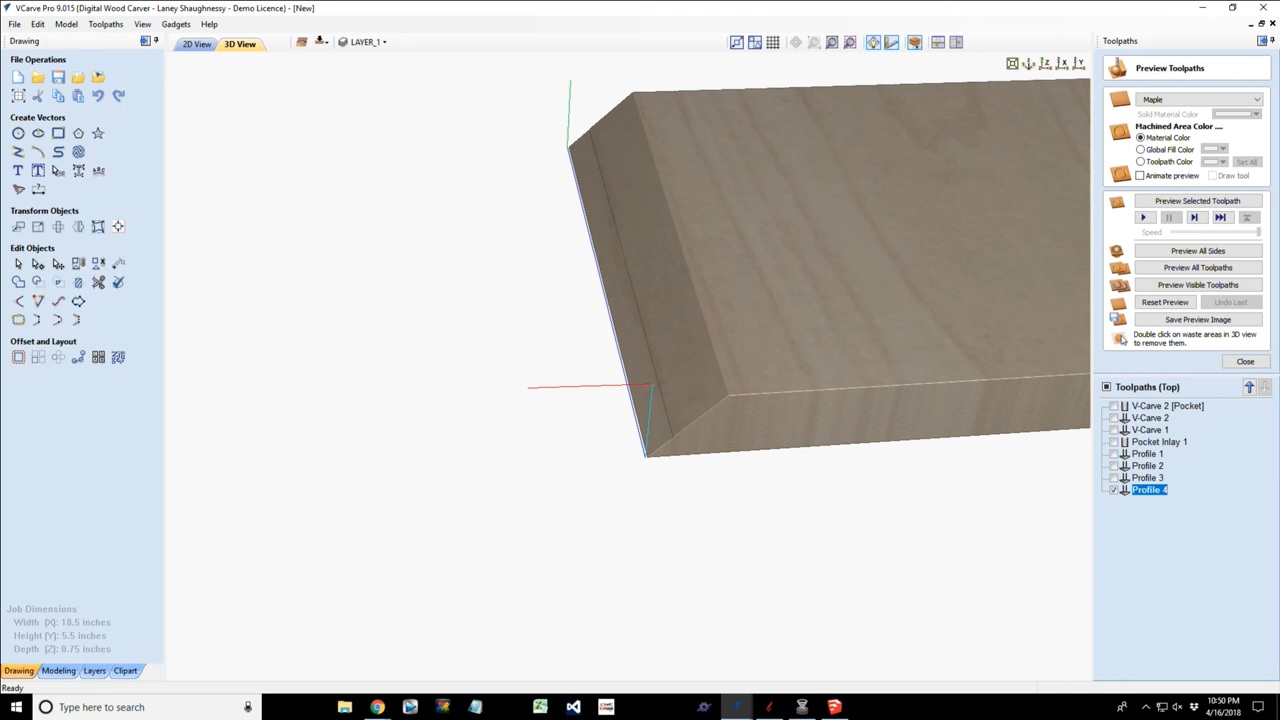 VCarve Pro 9.015 {Digital Wood Carver - Laney Shaughnessy - Demo Licence} - [New]
File Edit Model Toolpaths View Gadgets Help
Drawing
2D View 3D View LAYER_1
Toolpaths
File Operations
Create Vectors
Transform Objects
Edit Objects
Offset and Layout
Job Dimensions
Width (X): 18.5 inches
Height (Y): 5.5 inches
Depth (Z): 0.75 inches
Drawing Modeling Layers Clipart
Ready
Z X Y
Preview Toolpaths
Maple
Solid Material Color
Machined Area Color ....
Material Color
Global Fill Color
Toolpath Color Set All
Animate preview Draw tool
Preview Selected Toolpath
Speed
Preview All Sides
Preview All Toolpaths
Preview Visible Toolpaths
Reset Preview Undo Last
Save Preview Image
Double click on waste areas in 3D view
to remove them.
Close
Toolpaths (Top)
V-Carve 2 [Pocket]
V-Carve 2
V-Carve 1
Pocket Inlay 1
Profile 1
Profile 2
Profile 3
Profile 4
Type here to search
10:50 PM
4/16/2018